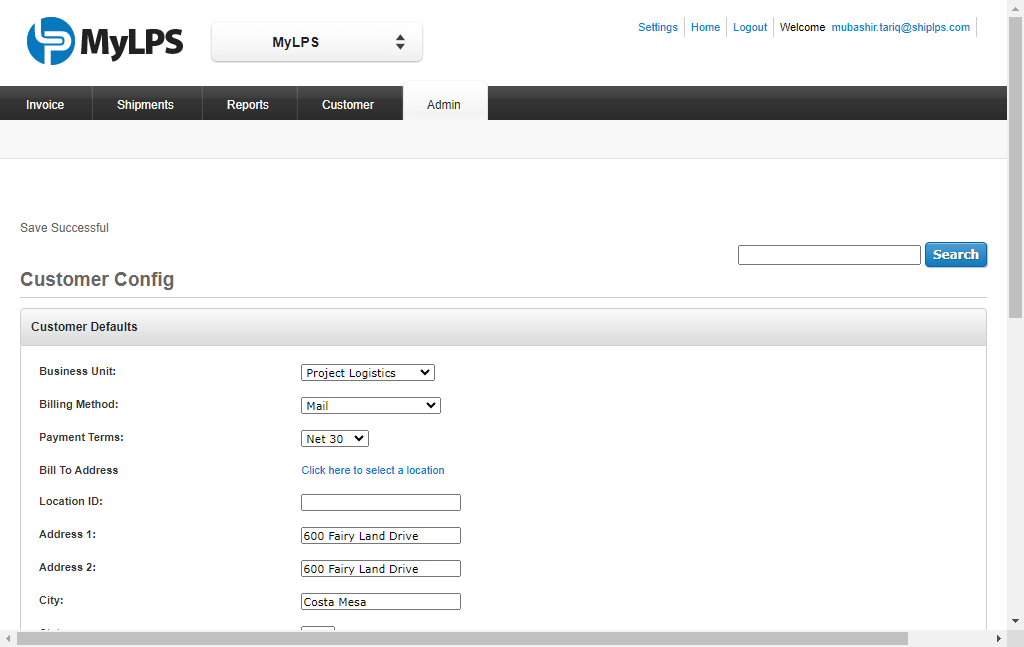 MyLPS
MyLPS
Settings Home Logout Welcome mubashir.tariq@shiplps.com
Invoice Shipments Reports Customer Admin
Save Successful
Search
Customer Config
Customer Defaults
Business Unit: Project Logistics
Billing Method: Mail
Payment Terms: Net 30
Bill To Address Click here to select a location
Location ID:
Address 1: 600 Fairy Land Drive
Address 2: 600 Fairy Land Drive
City: Costa Mesa